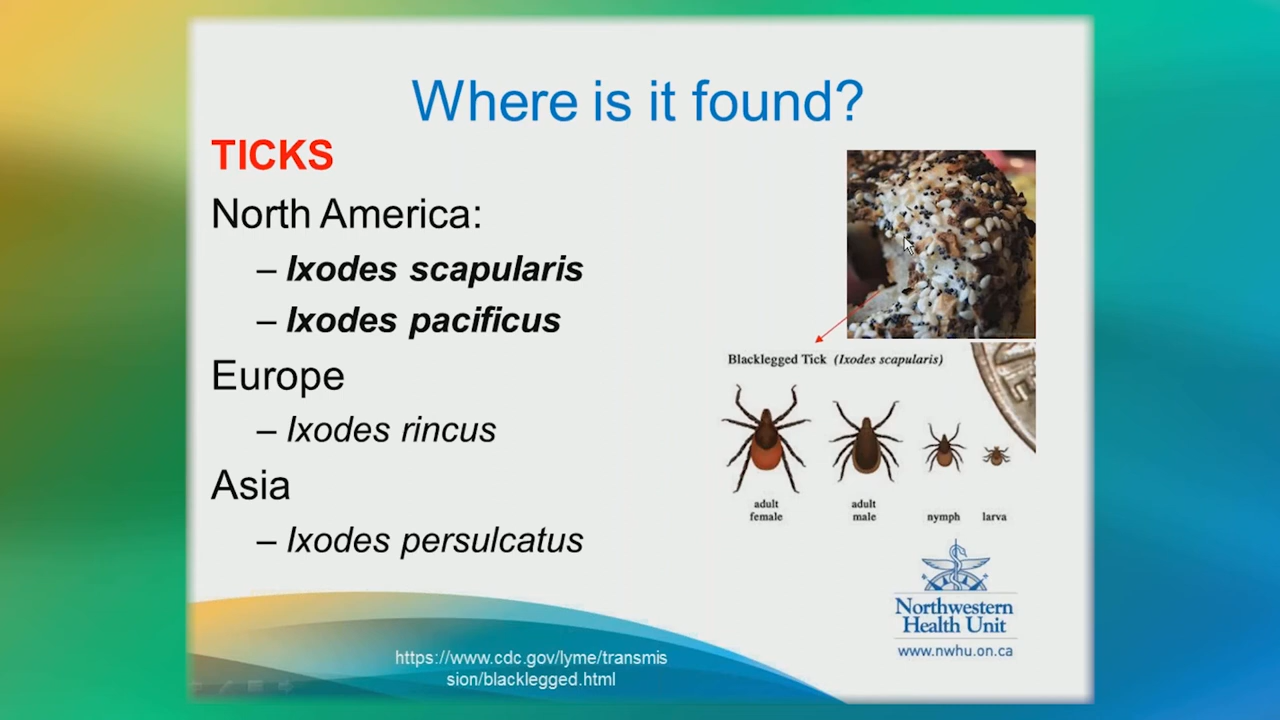 Where is it found?
TICKS
North America:
– Ixodes scapularis
– Ixodes pacificus
Europe
– Ixodes rincus
Asia
– Ixodes persulcatus
Blacklegged Tick (Ixodes scapularis)
adult
female
adult
male
nymph
larva
Northwestern
Health Unit
www.nwhu.on.ca
https://www.cdc.gov/lyme/transmis
sion/blacklegged.html